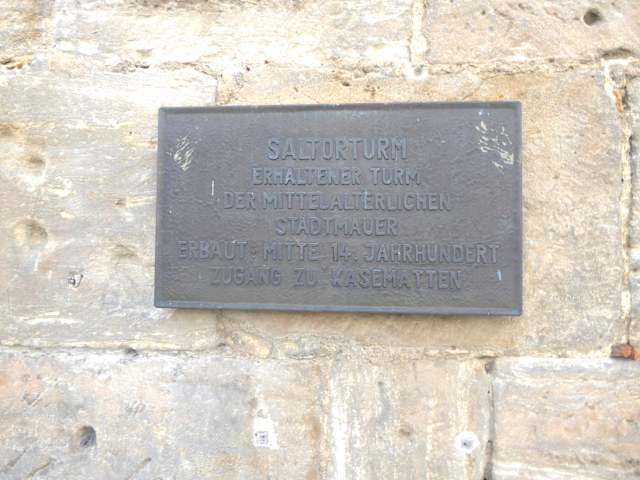 SALTORTURM
ERHALTENER TURM
DER MITTELALTERLICHEN
STADTMAUER
ERBAUT: MITTE 14. JAHRHUNDERT
ZUGANG ZU KASEMATTEN